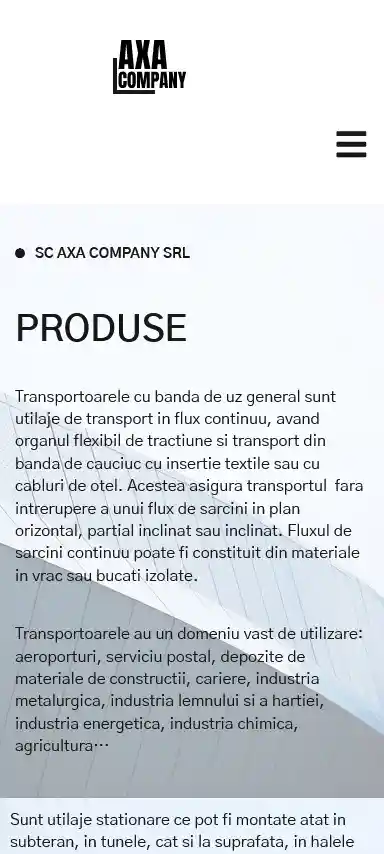 AXA
COMPANY
SC AXA COMPANY SRL
PRODUSE
Transportoarele cu banda de uz general sunt
utilaje de transport in flux continuu, avand
organul flexibil de tractiune si transport din
banda de cauciuc cu insertie textile sau cu
cabluri de otel. Acestea asigura transportul  fara
intrerupere a unui flux de sarcini in plan
orizontal, partial inclinat sau inclinat. Fluxul de
sarcini continuu poate fi constituit din materiale
in vrac sau bucati izolate.
Transportoarele au un domeniu vast de utilizare:
aeroporturi, serviciu postal, depozite de
materiale de constructii, cariere, industria
metalurgica, industria lemnului si a hartiei,
industria energetica, industria chimica,
agricultura…
Sunt utilaje stationare ce pot fi montate atat in
subteran, in tunele, cat si la suprafata, in halele